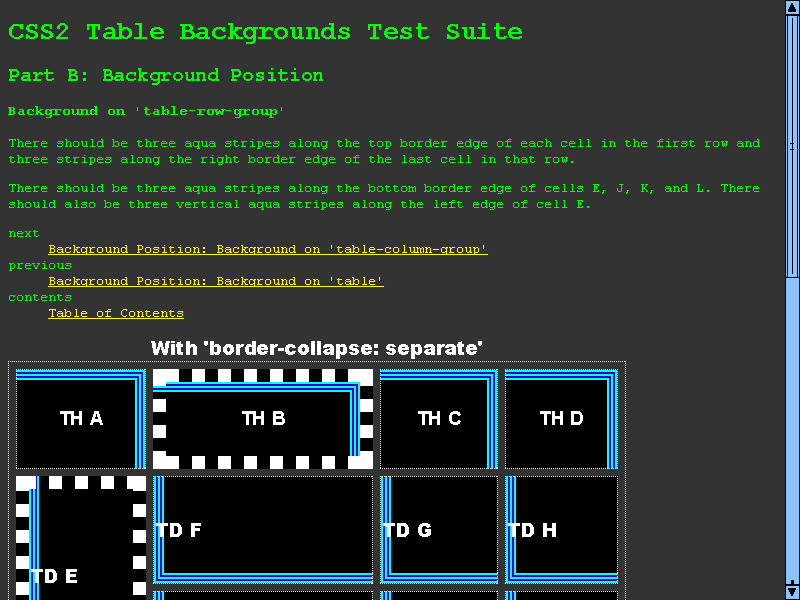 CSS2 Table Backgrounds Test Suite
Part B: Background Position
Background on 'table-row-group'
There should be three aqua stripes along the top border edge of each cell in the first row and
three stripes along the right border edge of the last cell in that row.
There should be three aqua stripes along the bottom border edge of cells E, J, K, and L. There
should also be three vertical aqua stripes along the left edge of cell E.
next
Background Position: Background on 'table-column-group'
previous
Background Position: Background on 'table'
contents
Table of Contents
With 'border-collapse: separate'
TH A TH B TH C TH D
TD F TD G TD H
TD E